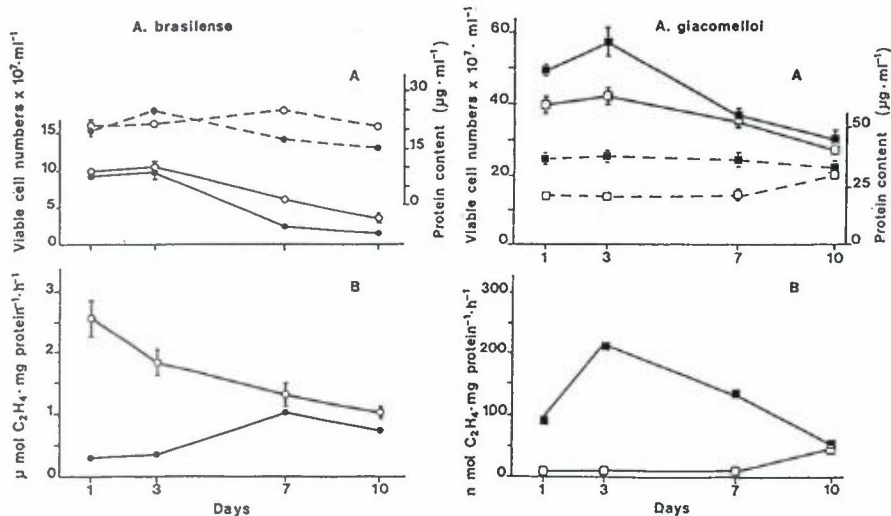 A. brasilense
A
Viable cell numbers x 10⁷·ml⁻¹
15
10
5
0
30
15
0
Protein content (µg·ml⁻¹)
B
µ mol C₂H₄·mg protein⁻¹·h⁻¹
3
2
1
0
1
3
7
10
Days
A. giacomelloi
A
Viable cell numbers x 10⁷·ml⁻¹
60
40
20
0
50
25
0
Protein content (µg·ml⁻¹)
1
3
7
10
B
n mol C₂H₄·mg protein⁻¹·h⁻¹
300
200
100
0
1
3
7
10
Days